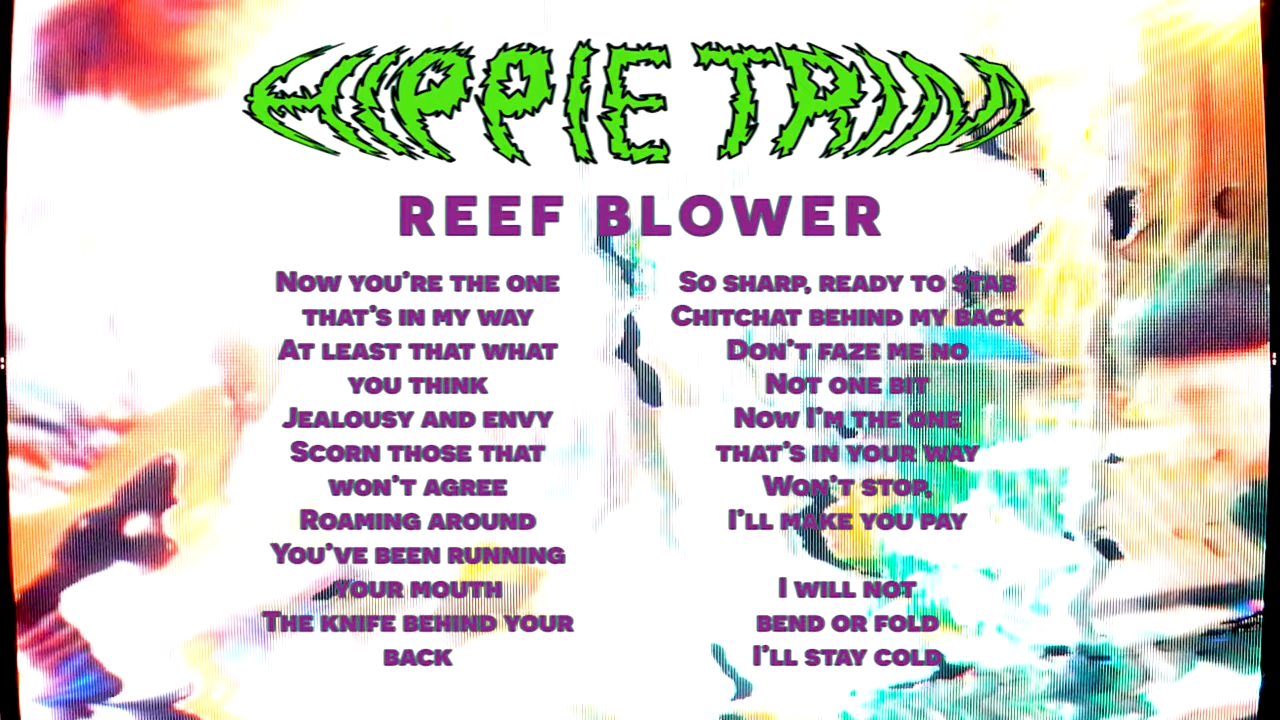 HIPPIE TRIM
REEF BLOWER
Now you're the one
that's in my way
At least that what
you think
Jealousy and envy
Scorn those that
won't agree
Roaming around
You've been running
your mouth
The knife behind your
back
So sharp, ready to stab
Chitchat behind my back
Don't faze me no
Not one bit
Now I'm the one
that's in your way
Won't stop,
I'll make you pay
I will not
bend or fold
I'll stay cold